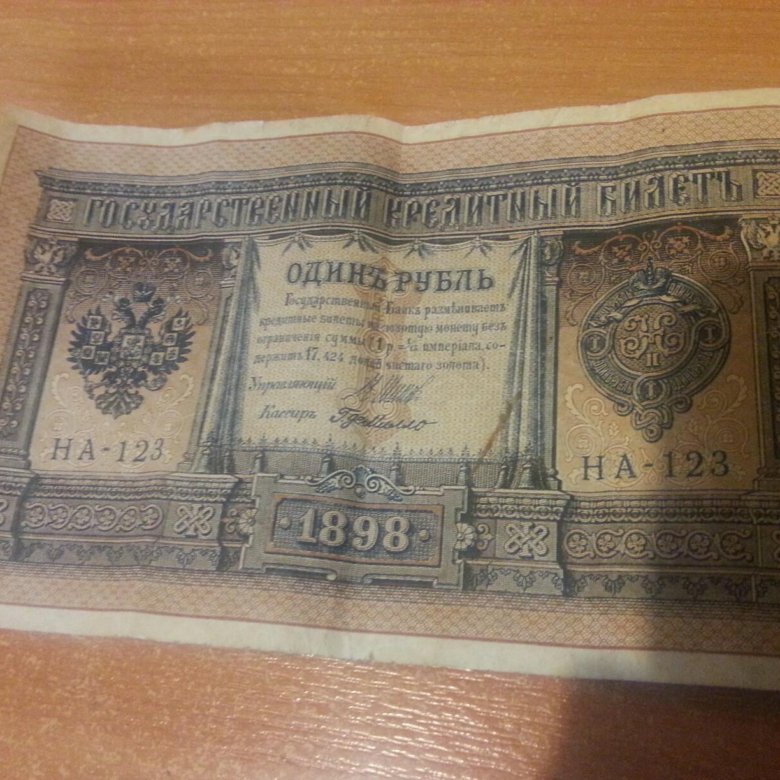 ГОСУДАРСТВЕННЫЙ КРЕДИТНЫЙ БИЛЕТЪ
ОДИНЪ РУБЛЬ
Государственный Банкъ размѣниваетъ
кредитные билеты на золотую монету безъ
ограниченія суммы (1 р. = 1/15 имперіала, со-
держитъ 17,424 долей чистаго золота).
Управляющій
Кассиръ
НА-123
НА-123
1898